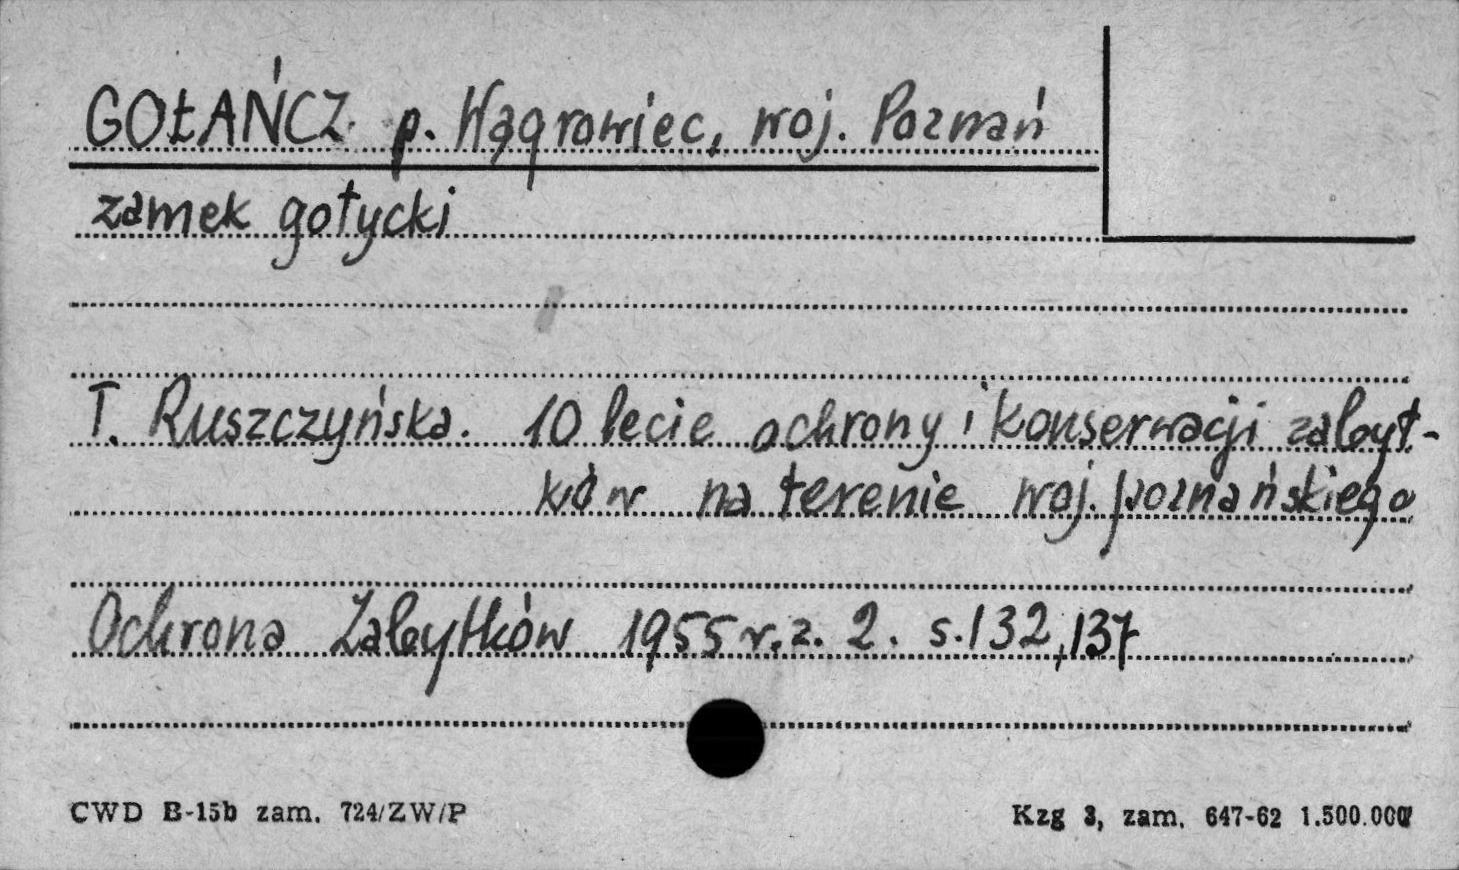 GOŁAŃCZ p. Wągrowiec, woj. Poznań
zamek gotycki
T. Ruszczyńska. 10 lecie ochrony i konserwacji zabyt-
ków na terenie woj. poznańskiego
Ochrona Zabytków 1955 r. z. 2. s. 132, 137
CWD B-15b zam. 724/ZW/P
Kzg 3, zam. 647-62 1.500.000